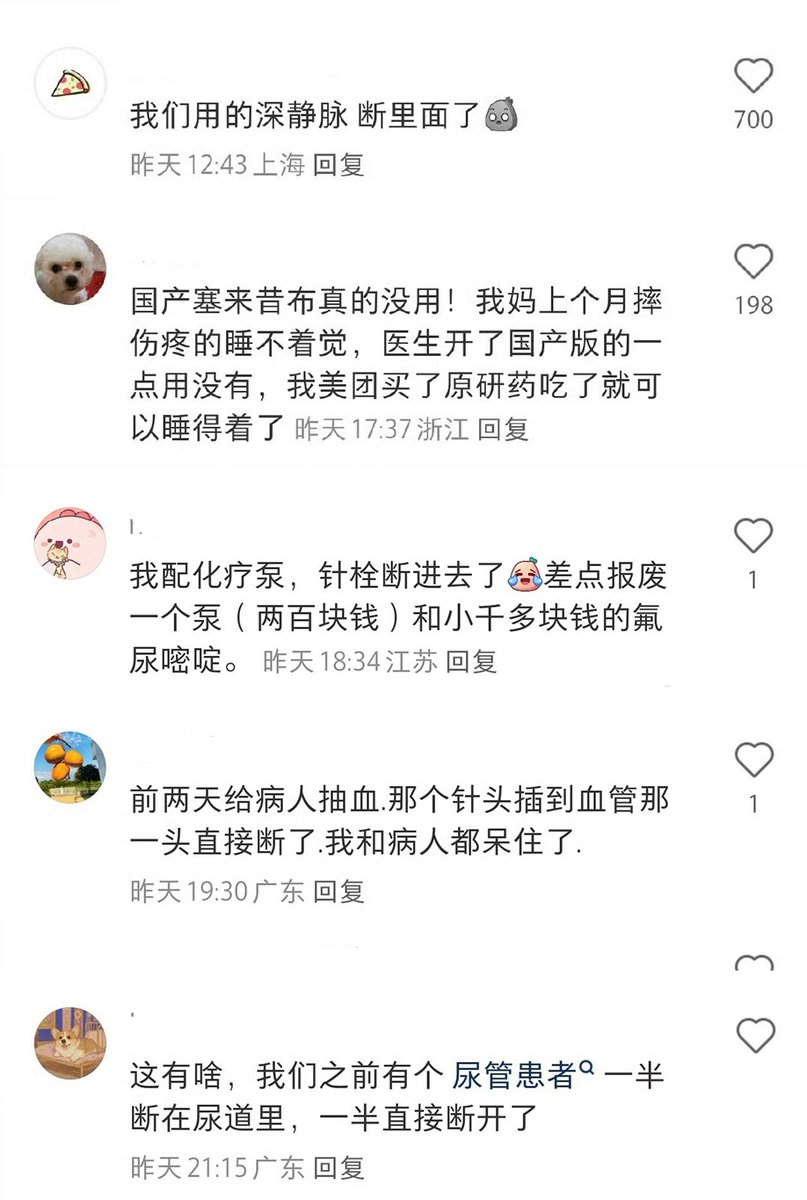 我们用的深静脉 断里面了
昨天 12:43 上海 回复
700
国产塞来昔布真的没用！我妈上个月摔
伤疼的睡不着觉，医生开了国产版的一
点用没有，我美团买了原研药吃了就可
以睡得着了 昨天 17:37 浙江 回复
198
我配化疗泵，针栓断进去了差点报废
一个泵（两百块钱）和小千多块钱的氟
尿嘧啶。 昨天 18:34 江苏 回复
1
前两天给病人抽血.那个针头插到血管那
一头直接断了.我和病人都呆住了.
昨天 19:30 广东 回复
1
这有啥，我们之前有个 尿管患者 一半
断在尿道里，一半直接断开了
昨天 21:15 广东 回复